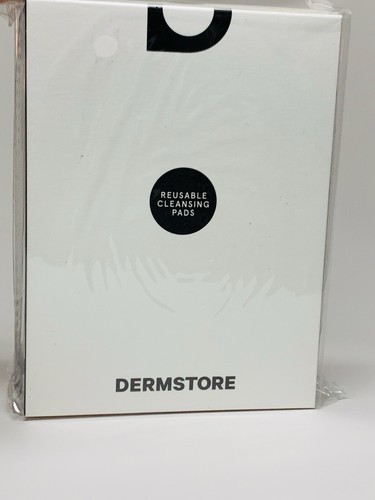 REUSABLE
CLEANSING
PADS
DERMSTORE